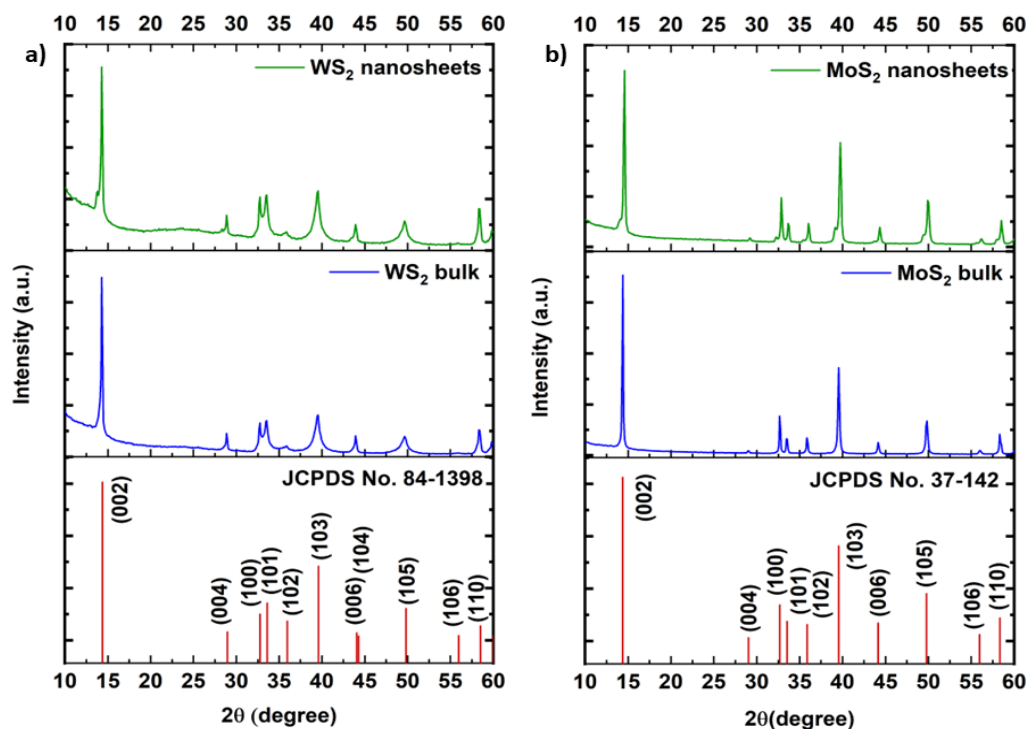 a)
10 15 20 25 30 35 40 45 50 55 60
WS₂ nanosheets
WS₂ bulk
JCPDS No. 84-1398
(002)
(004)
(100)
(101)
(102)
(103)
(006)
(104)
(105)
(106)
(110)
Intensity (a.u.)
10 15 20 25 30 35 40 45 50 55 60
2θ (degree)
b)
10 15 20 25 30 35 40 45 50 55 60
MoS₂ nanosheets
MoS₂ bulk
JCPDS No. 37-142
(002)
(004)
(100)
(101)
(102)
(103)
(006)
(105)
(106)
(110)
Intensity (a.u.)
10 15 20 25 30 35 40 45 50 55 60
2θ(degree)